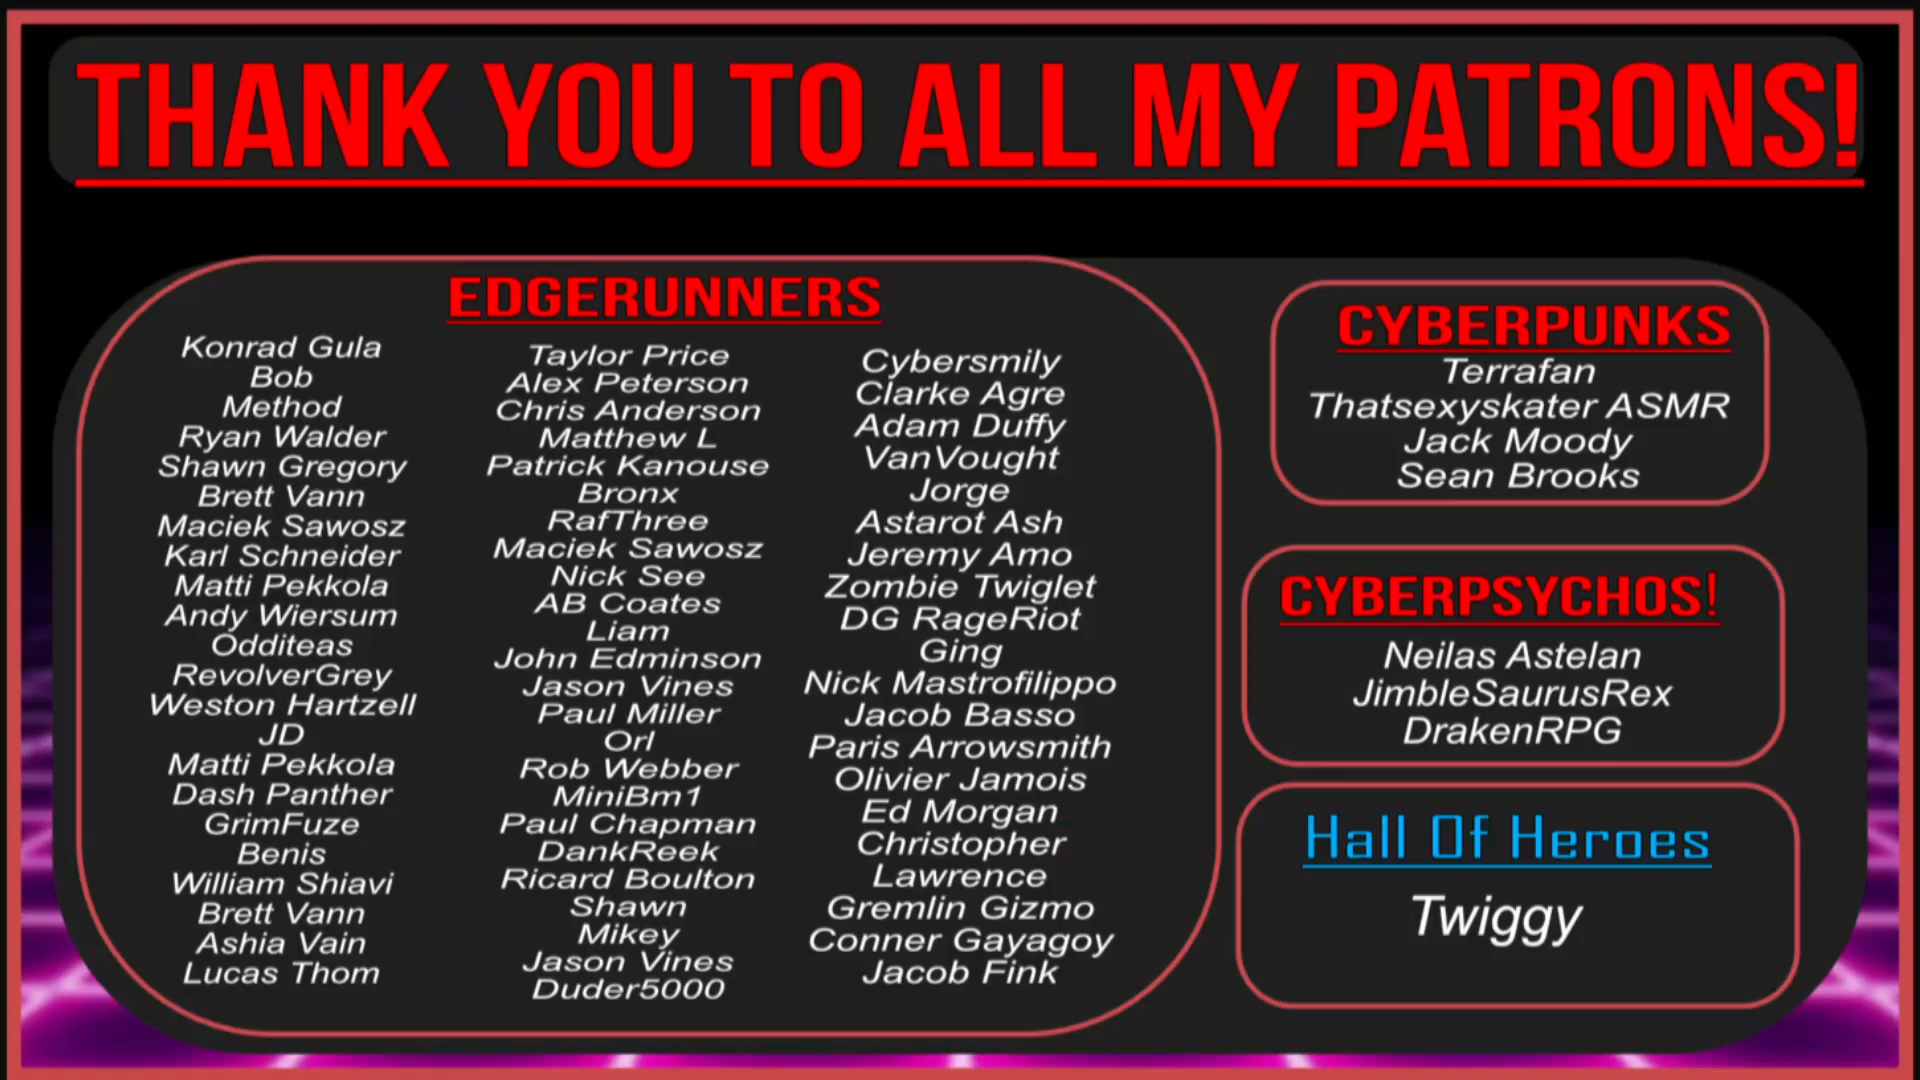 THANK YOU TO ALL MY PATRONS!
EDGERUNNERS
Konrad Gula
Bob
Method
Ryan Walder
Shawn Gregory
Brett Vann
Maciek Sawosz
Karl Schneider
Matti Pekkola
Andy Wiersum
Odditeas
RevolverGrey
Weston Hartzell
JD
Matti Pekkola
Dash Panther
GrimFuze
Benis
William Shiavi
Brett Vann
Ashia Vain
Lucas Thom
Taylor Price
Alex Peterson
Chris Anderson
Matthew L
Patrick Kanouse
Bronx
RafThree
Maciek Sawosz
Nick See
AB Coates
Liam
John Edminson
Jason Vines
Paul Miller
Orl
Rob Webber
MiniBm1
Paul Chapman
DankReek
Ricard Boulton
Shawn
Mikey
Jason Vines
Duder5000
Cybersmily
Clarke Agre
Adam Duffy
VanVought
Jorge
Astarot Ash
Jeremy Amo
Zombie Twiglet
DG RageRiot
Ging
Nick Mastrofilippo
Jacob Basso
Paris Arrowsmith
Olivier Jamois
Ed Morgan
Christopher
Lawrence
Gremlin Gizmo
Conner Gayagoy
Jacob Fink
CYBERPUNKS
Terrafan
Thatsexyskater ASMR
Jack Moody
Sean Brooks
CYBERPSYCHOS!
Neilas Astelan
JimbleSaurusRex
DrakenRPG
Hall Of Heroes
Twiggy